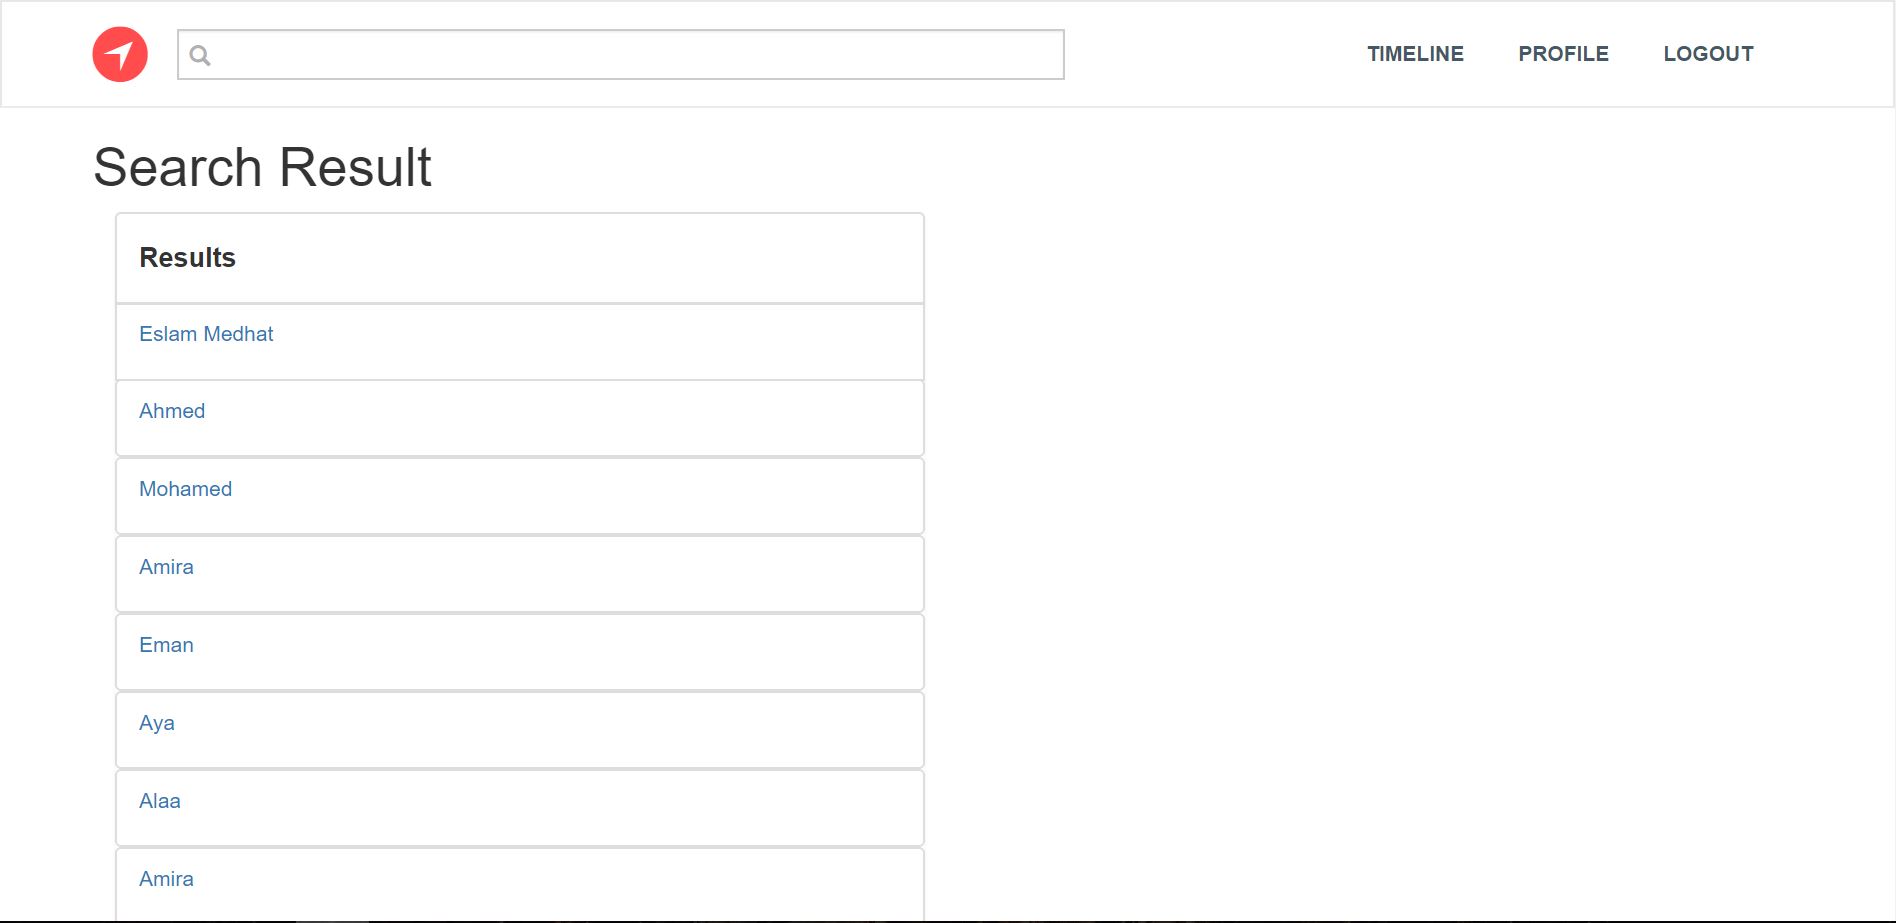 TIMELINE PROFILE LOGOUT
Search Result
Results
Eslam Medhat
Ahmed
Mohamed
Amira
Eman
Aya
Alaa
Amira